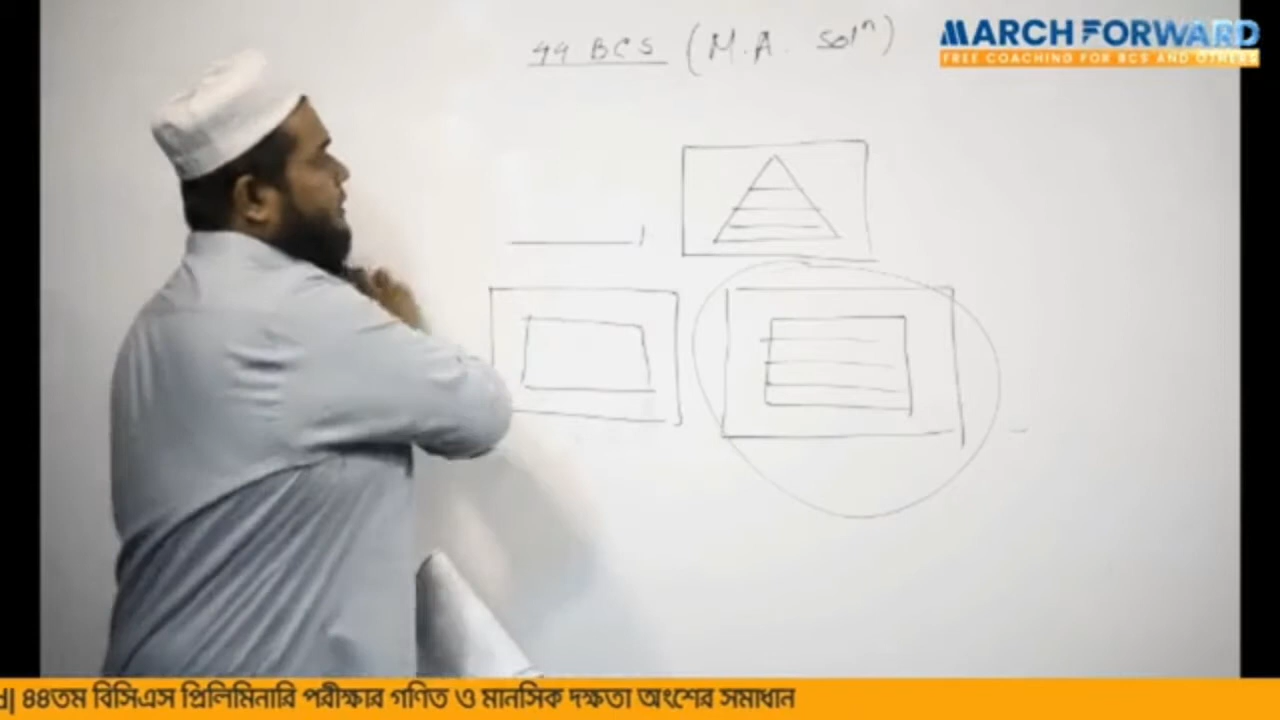 44 BCS (M.A. Solⁿ)
MARCH FORWARD
FREE COACHING FOR BCS AND OTHERS
d| ৪৪তম বিসিএস প্রিলিমিনারি পরীক্ষার গণিত ও মানসিক দক্ষতা অংশের সমাধান